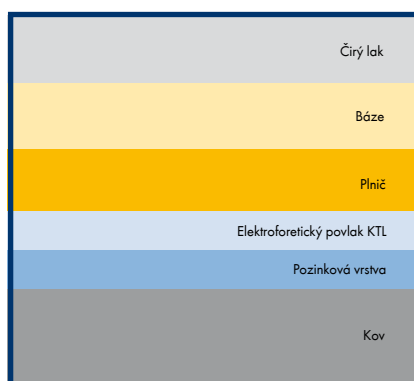 Čirý lak
Báze
Plnič
Elektroforetický povlak KTL
Pozinková vrstva
Kov